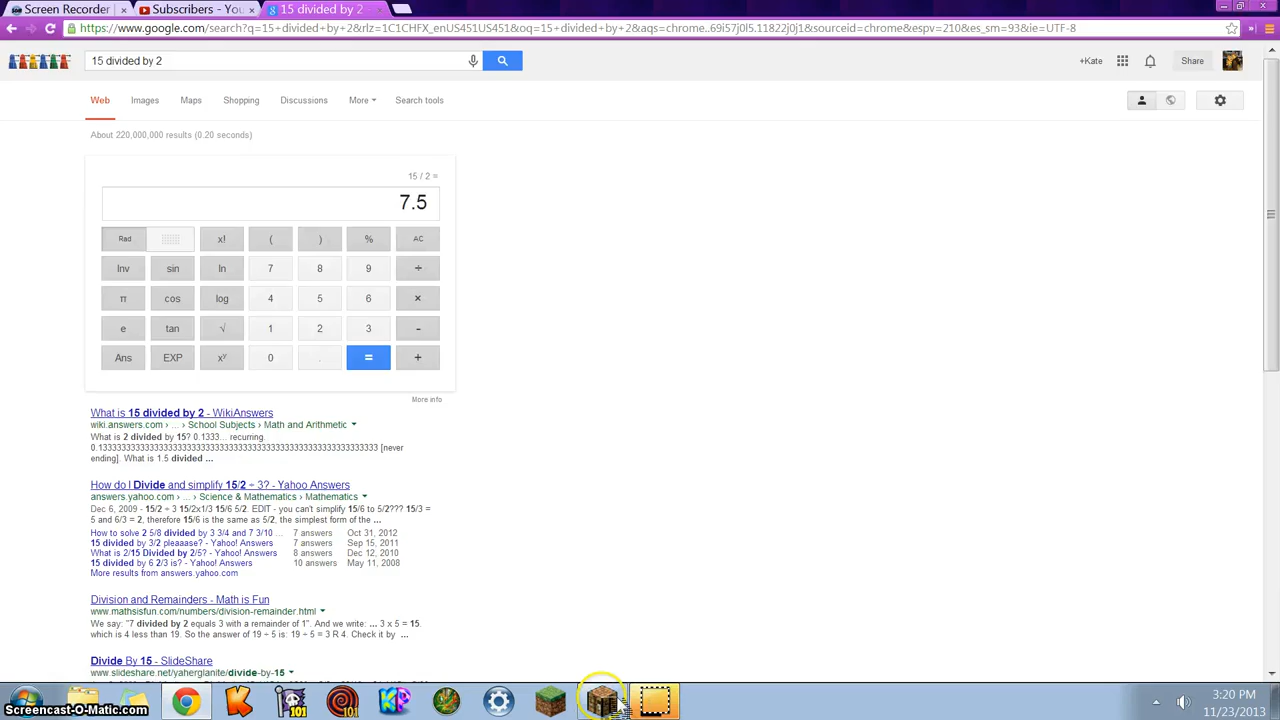 Screen Recorder
Subscribers - You
15 divided by 2
https://www.google.com/search?q=15+divided+by+2&rlz=1C1CHFX_enUS451US451&oq=15+divided+by+2&aqs=chrome..69i57j0l5.11822j0j1&sourceid=chrome&espv=210&es_sm=93&ie=UTF-8
15 divided by 2
+Kate
Share
Web Images Maps Shopping Discussions More Search tools
About 220,000,000 results (0.20 seconds)
15 / 2 =
7.5
Rad x! ( ) % AC
Inv sin ln 7 8 9 ÷
π cos log 4 5 6 ×
e tan √ 1 2 3 -
Ans EXP xʸ 0 . = +
More info
What is 15 divided by 2 - WikiAnswers
wiki.answers.com › ... › School Subjects › Math and Arithmetic
What is 2 divided by 15? 0.1333... recurring.
[never
ending]. What is 1.5 divided ...
How do I Divide and simplify 15/2 ÷ 3? - Yahoo Answers
answers.yahoo.com › ... › Science & Mathematics › Mathematics
Dec 6, 2009 - 15/2 ÷ 3 15/2x1/3 15/6 5/2. EDIT - you can't simplify 15/6 to 5/2??? 15/3 =
5 and 6/3 = 2, therefore 15/6 is the same as 5/2, the simplest form of the ...
How to solve 2 5/8 divided by 3 3/4 and 7 3/10 ... 7 answers Oct 31, 2012
15 divided by 3/2 pleaaase? - Yahoo! Answers 7 answers Sep 15, 2011
What is 2/15 Divided by 2/5? - Yahoo! Answers 8 answers Dec 12, 2010
15 divided by 6 2/3 is? - Yahoo! Answers 10 answers May 11, 2008
More results from answers.yahoo.com
Division and Remainders - Math is Fun
www.mathsisfun.com/numbers/division-remainder.html
We say: "7 divided by 2 equals 3 with a remainder of 1". And we write: ... 3 x 5 = 15.
which is 4 less than 19. So the answer of 19 ÷ 5 is: 19 ÷ 5 = 3 R 4. Check it by ...
Divide By 15 - SlideShare
www.slideshare.net/yaherglanite/divide-by-15
101
101
3:20 PM
11/23/2013
Screencast-O-Matic.com